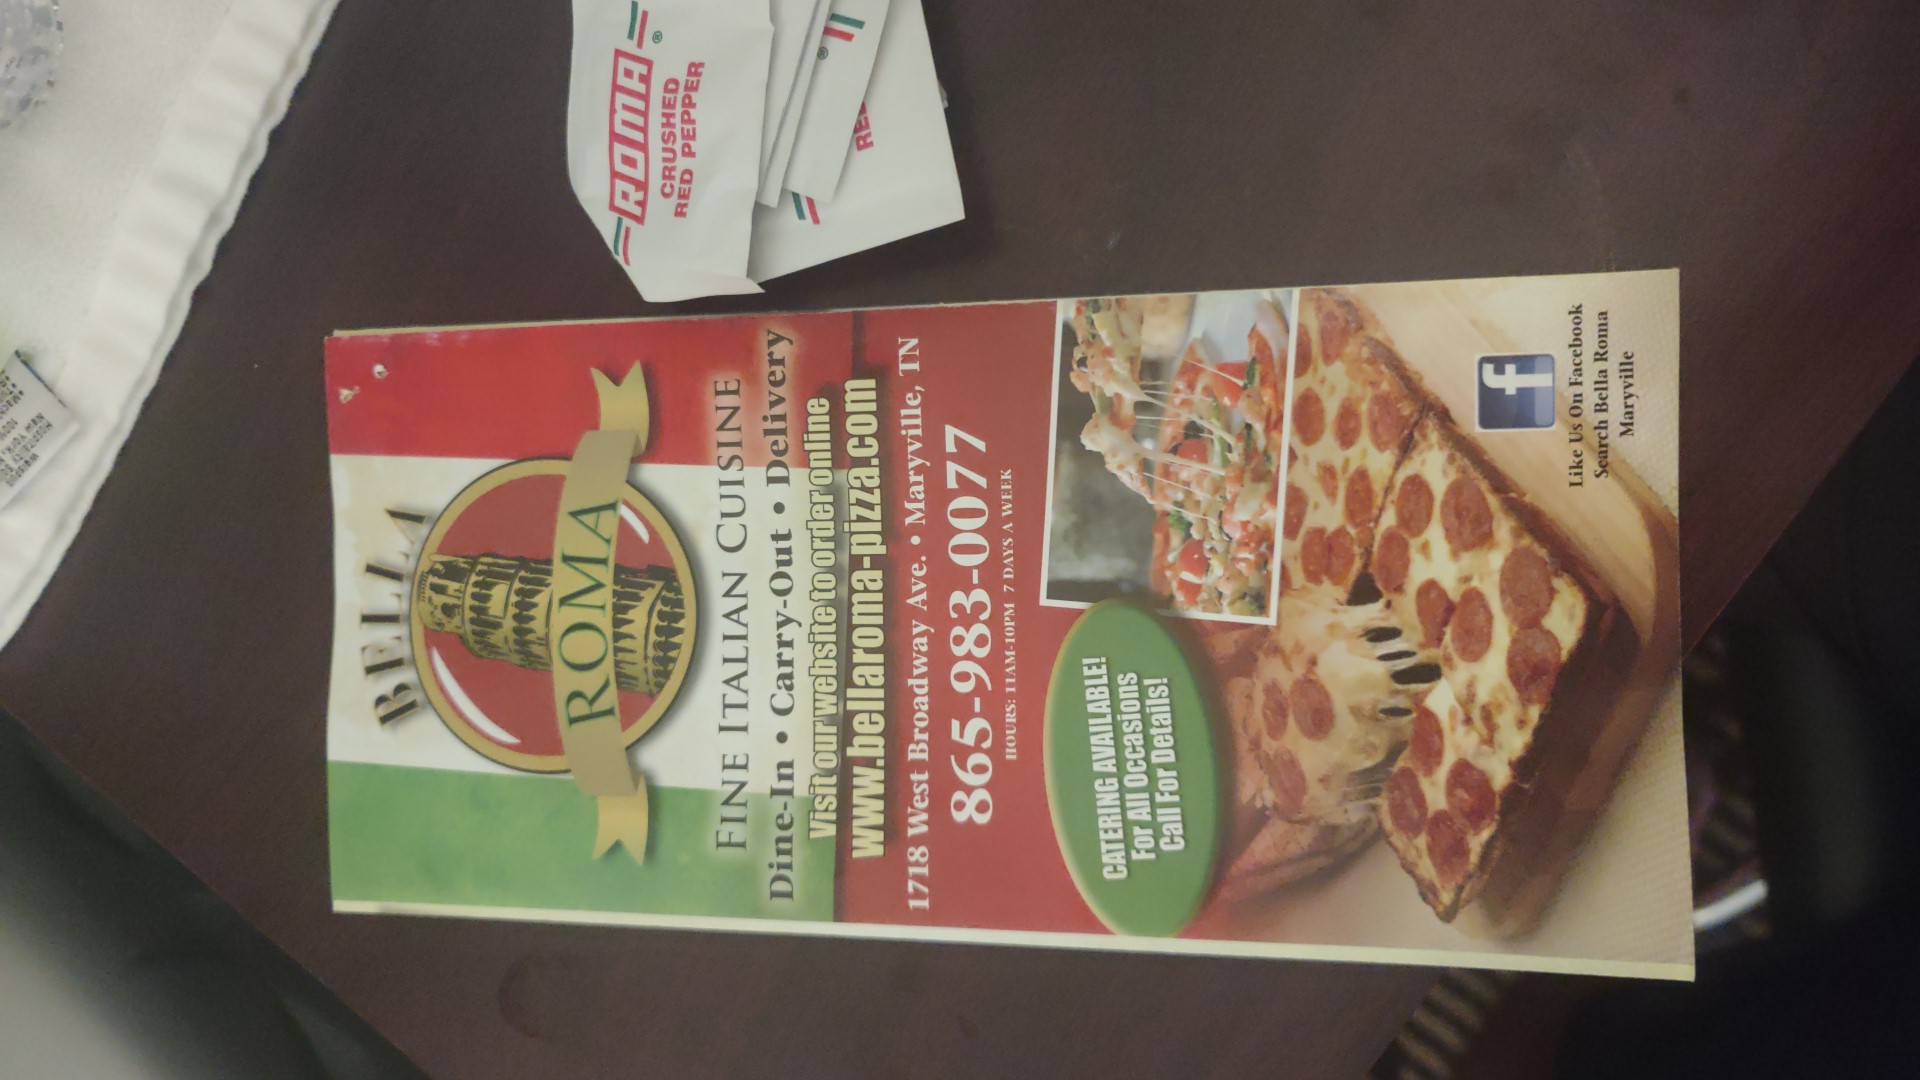 BELLA
ROMA
FINE ITALIAN CUISINE
Dine-In • Carry-Out • Delivery
Visit our website to order online
www.bellaroma-pizza.com
1718 West Broadway Ave. • Maryville, TN
865-983-0077
HOURS: 11AM-10PM 7 DAYS A WEEK
CATERING AVAILABLE!
For All Occasions
Call For Details!
f
Like Us On Facebook
Search Bella Roma
Maryville
ROMA®
CRUSHED
RED PEPPER
®
RE